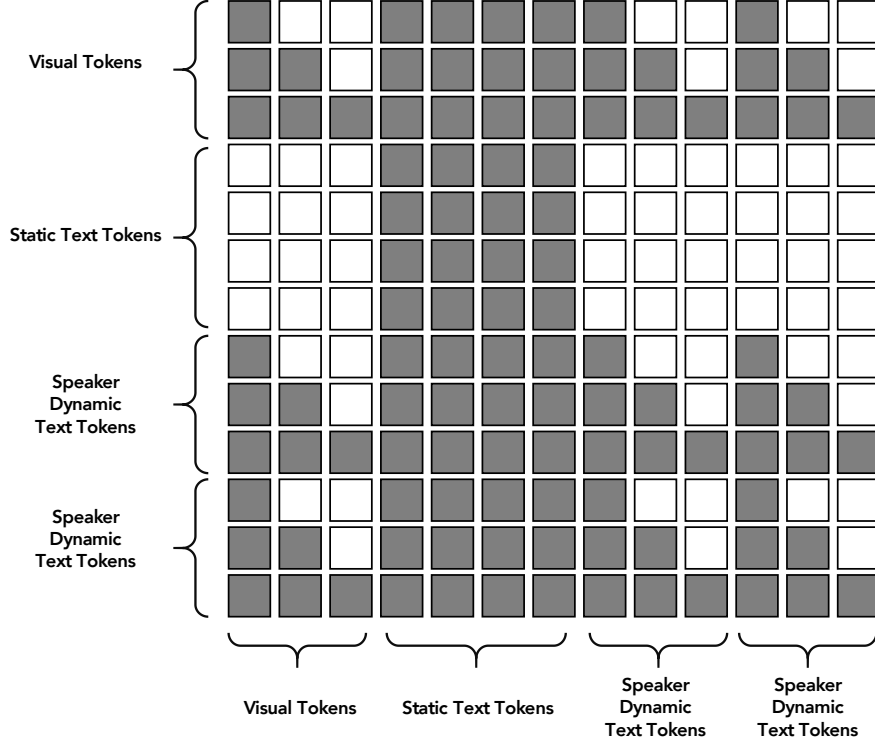 Visual Tokens
Static Text Tokens
Speaker
Dynamic
Text Tokens
Speaker
Dynamic
Text Tokens
Visual Tokens
Static Text Tokens
Speaker
Dynamic
Text Tokens
Speaker
Dynamic
Text Tokens